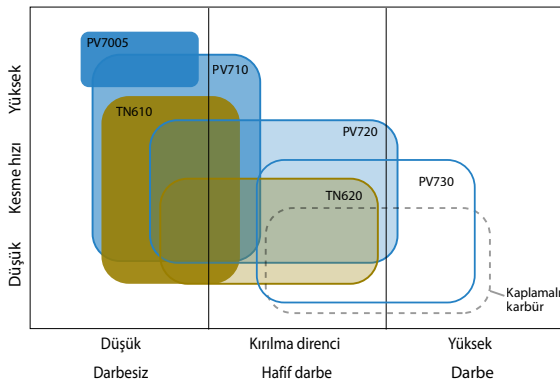 PV7005
PV710
TN610
PV720
PV730
TN620
Kaplamalı
karbür
Yüksek
Kesme hızı
Düşük
Düşük
Kırılma direnci
Yüksek
Darbesiz
Hafif darbe
Darbe